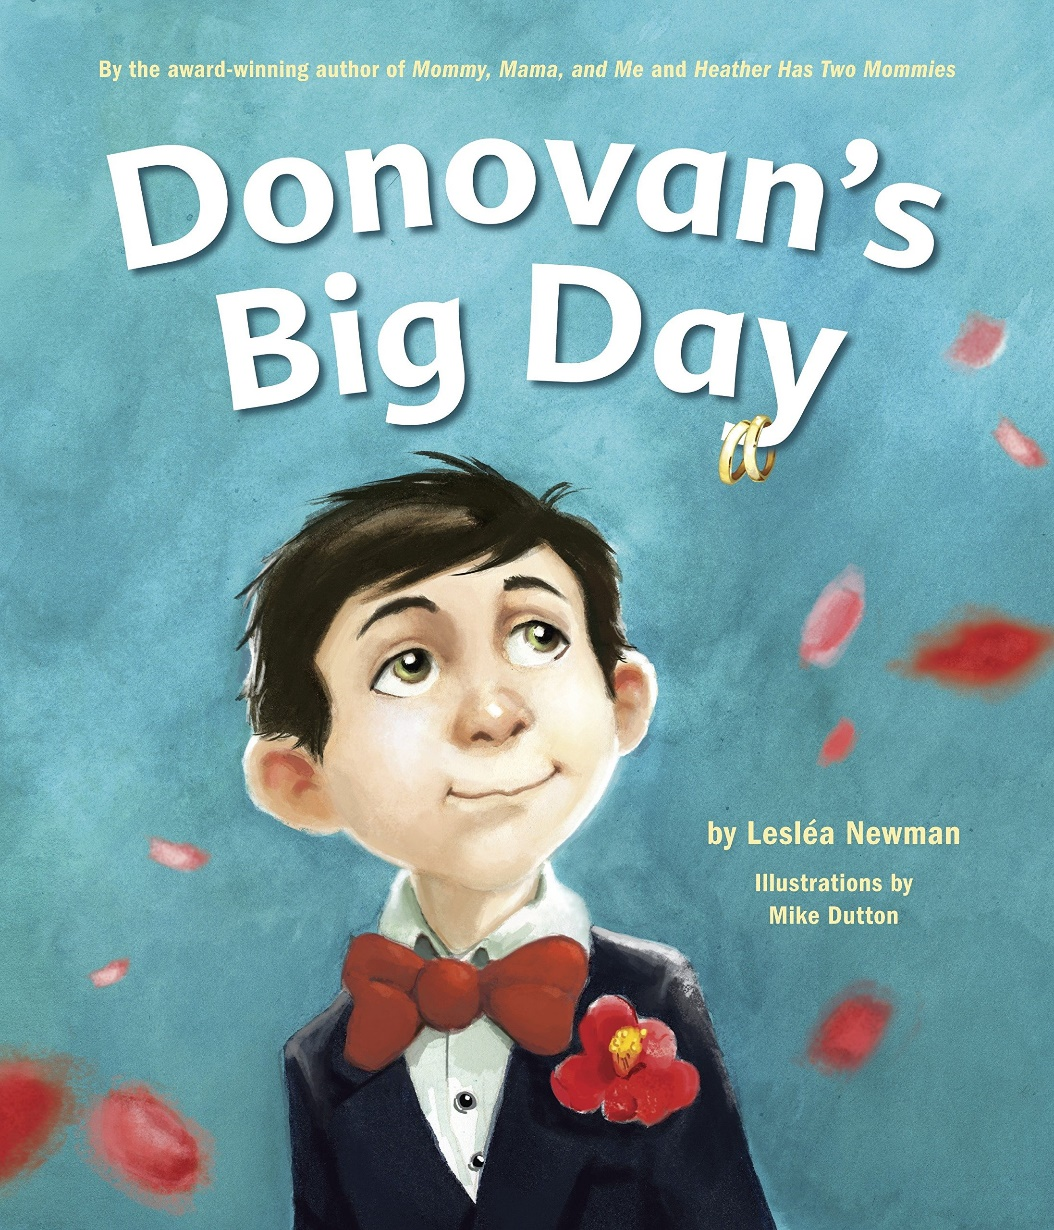 By the award-winning author of Mommy, Mama, and Me and Heather Has Two Mommies
Donovan's
Big Day
by Lesléa Newman
Illustrations by
Mike Dutton